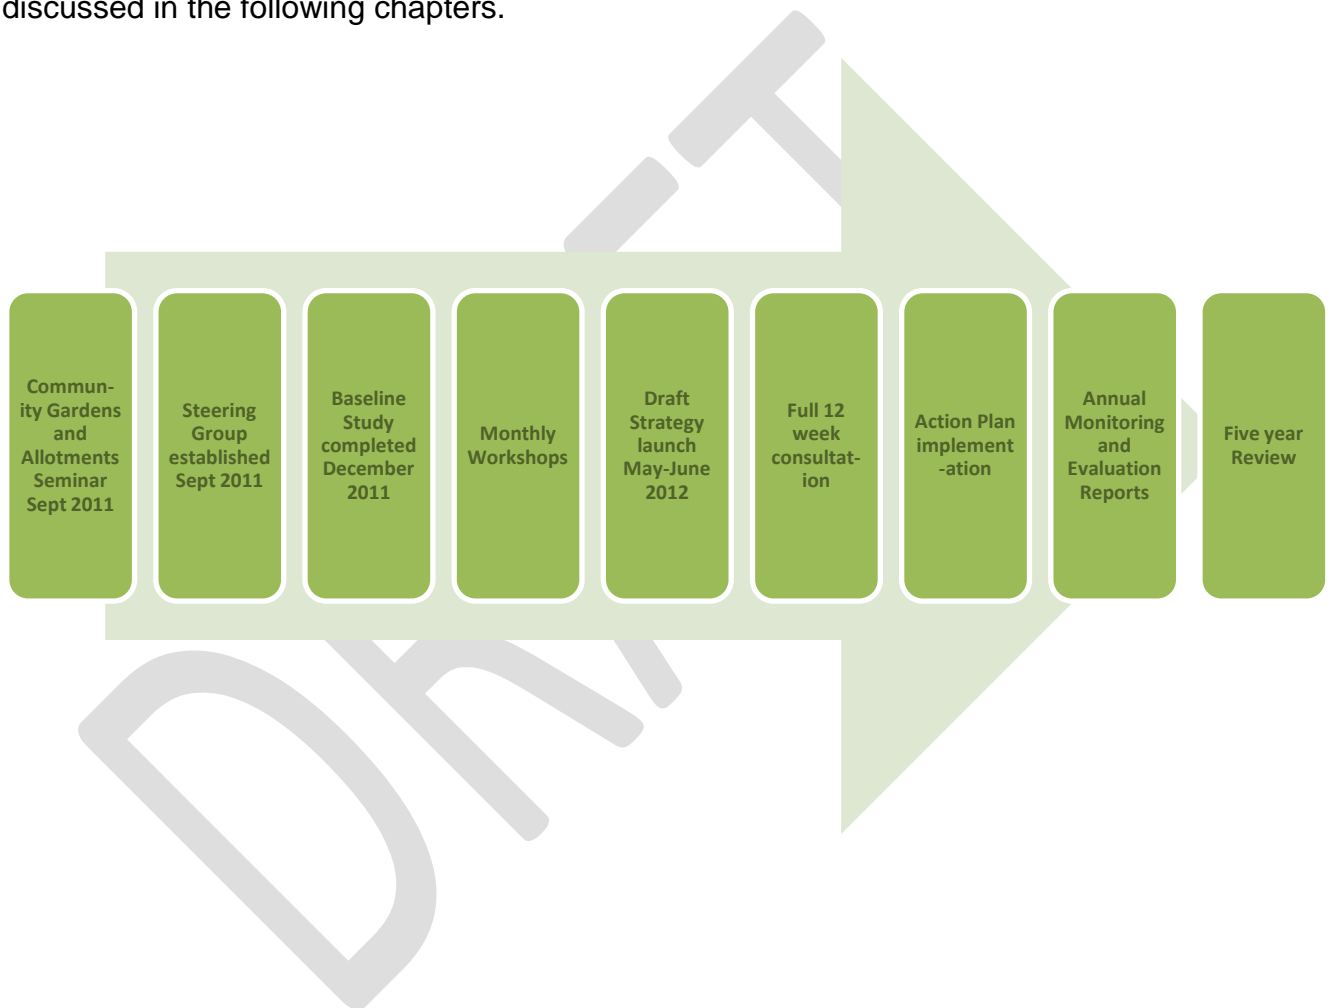 discussed in the following chapters.
Commun-
ity Gardens
and
Allotments
Seminar
Sept 2011
Steering
Group
established
Sept 2011
Baseline
Study
completed
December
2011
Monthly
Workshops
Draft
Strategy
launch
May-June
2012
Full 12
week
consultat-
ion
Action Plan
implement
-ation
Annual
Monitoring
and
Evaluation
Reports
Five year
Review
DRAFT